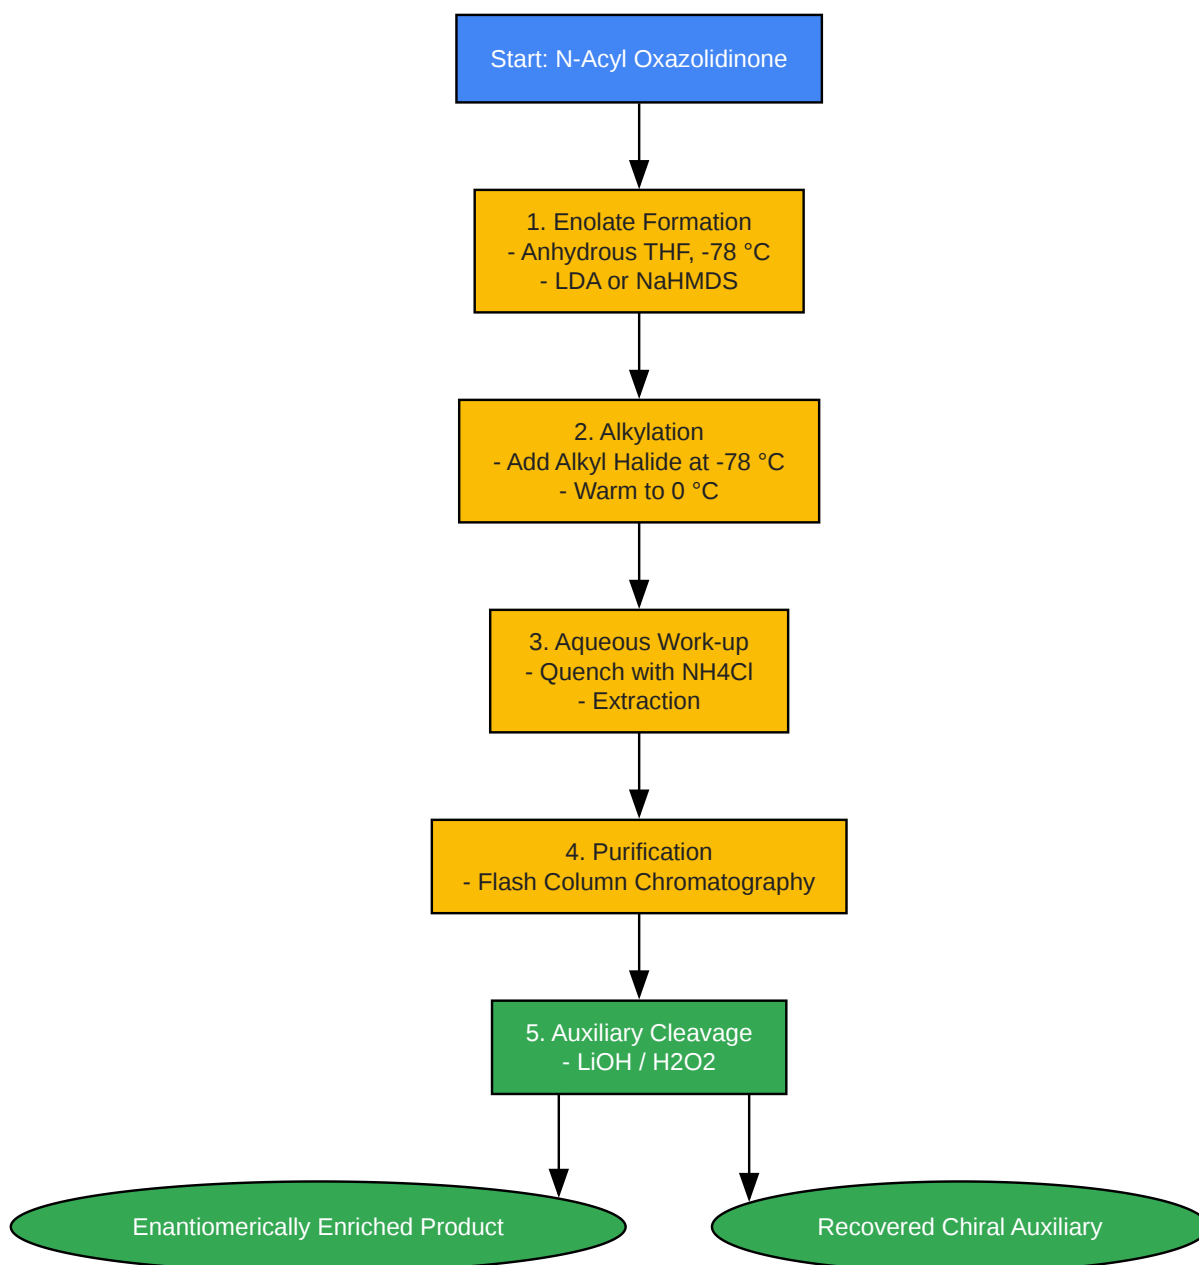 Start: N-Acyl Oxazolidinone
1. Enolate Formation
- Anhydrous THF, -78 °C
- LDA or NaHMDS
2. Alkylation
- Add Alkyl Halide at -78 °C
- Warm to 0 °C
3. Aqueous Work-up
- Quench with NH4Cl
- Extraction
4. Purification
- Flash Column Chromatography
5. Auxiliary Cleavage
- LiOH / H2O2
Enantiomerically Enriched Product
Recovered Chiral Auxiliary